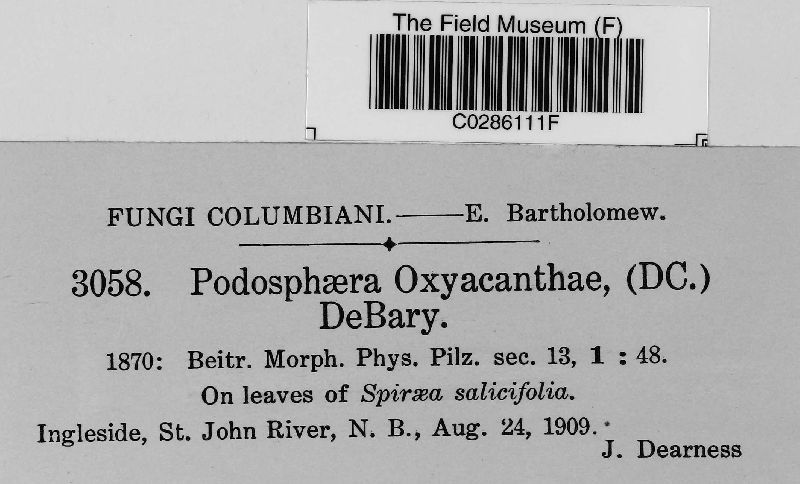 The Field Museum (F)
C0286111F
FUNGI COLUMBIANI.——E. Bartholomew.
3058. Podosphæra Oxyacanthae, (DC.)
DeBary.
1870: Beitr. Morph. Phys. Pilz. sec. 13, 1 : 48.
On leaves of Spiræa salicifolia.
Ingleside, St. John River, N. B., Aug. 24, 1909.
J. Dearness